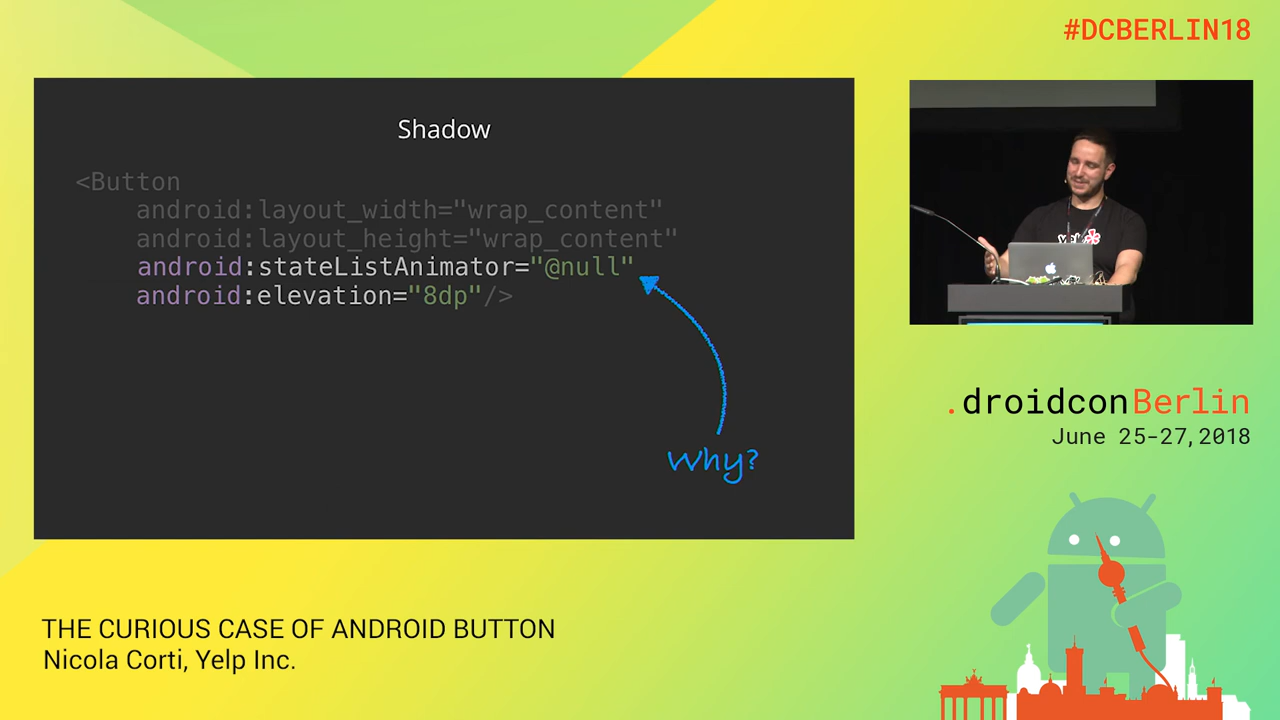 #DCBERLIN18
Shadow
<Button
android:layout_width="wrap_content"
android:layout_height="wrap_content"
android:stateListAnimator="@null"
android:elevation="8dp"/>
Why?
.droidconBerlin
June 25-27, 2018
THE CURIOUS CASE OF ANDROID BUTTON
Nicola Corti, Yelp Inc.